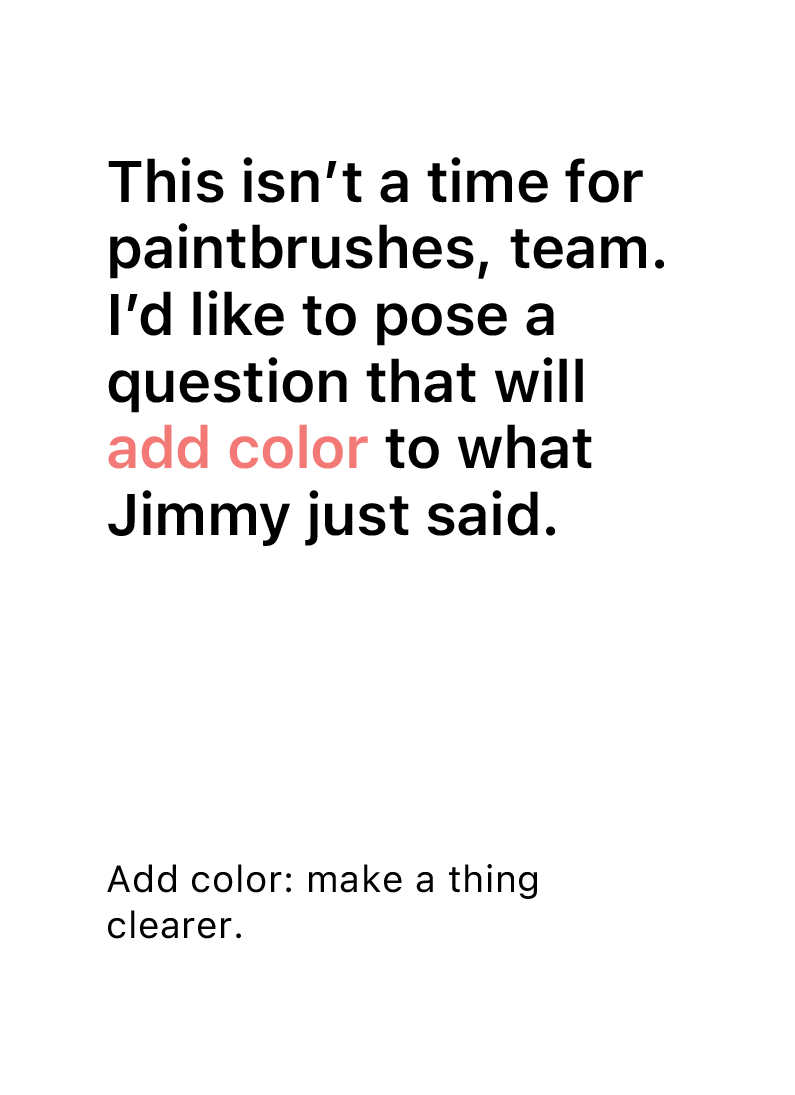 This isn’t a time for
paintbrushes, team.
I’d like to pose a
question that will
add color to what
Jimmy just said.
Add color: make a thing
clearer.